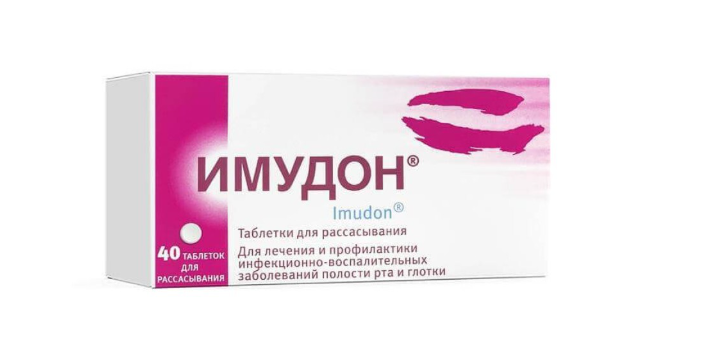 ИМУДОН®
Imudon®
Таблетки для рассасывания
Для лечения и профилактики
инфекционно-воспалительных
заболеваний полости рта и глотки
40 ТАБЛЕТОК
ДЛЯ
РАССАСЫВАНИЯ